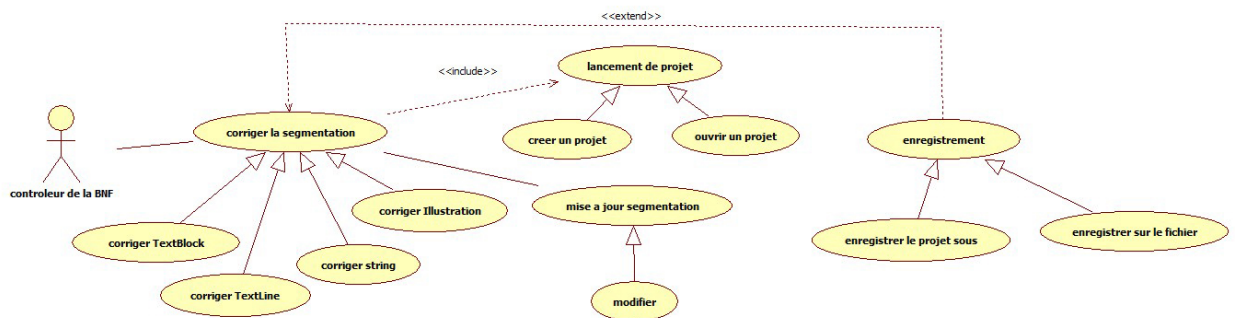 <<extend>>
lancement de projet
<<include>>
corriger la segmentation
creer un projet
ouvrir un projet
enregistrement
controleur de la BNF
corriger Illustration
mise a jour segmentation
corriger TextBlock
enregistrer le projet sous
enregistrer sur le fichier
corriger string
corriger TextLine
modifier